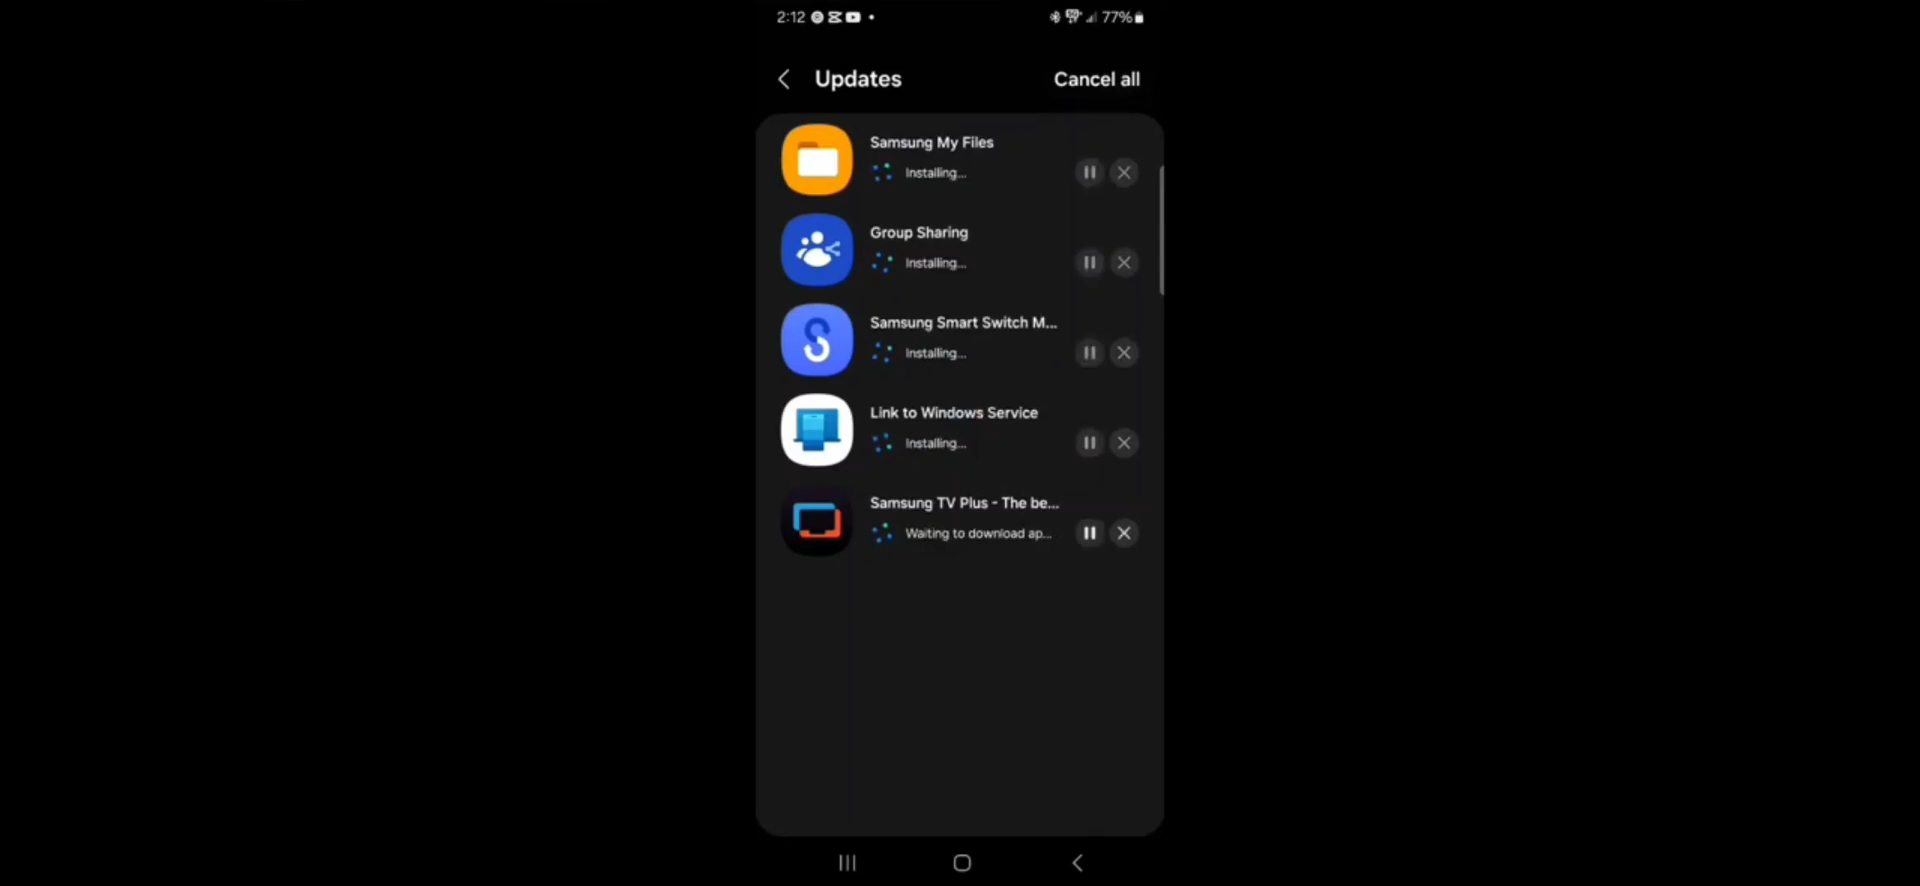 2:12
77%
Updates
Cancel all
Samsung My Files
Installing...
Group Sharing
Installing...
Samsung Smart Switch M...
Installing...
Link to Windows Service
Installing...
Samsung TV Plus - The be...
Waiting to download ap...